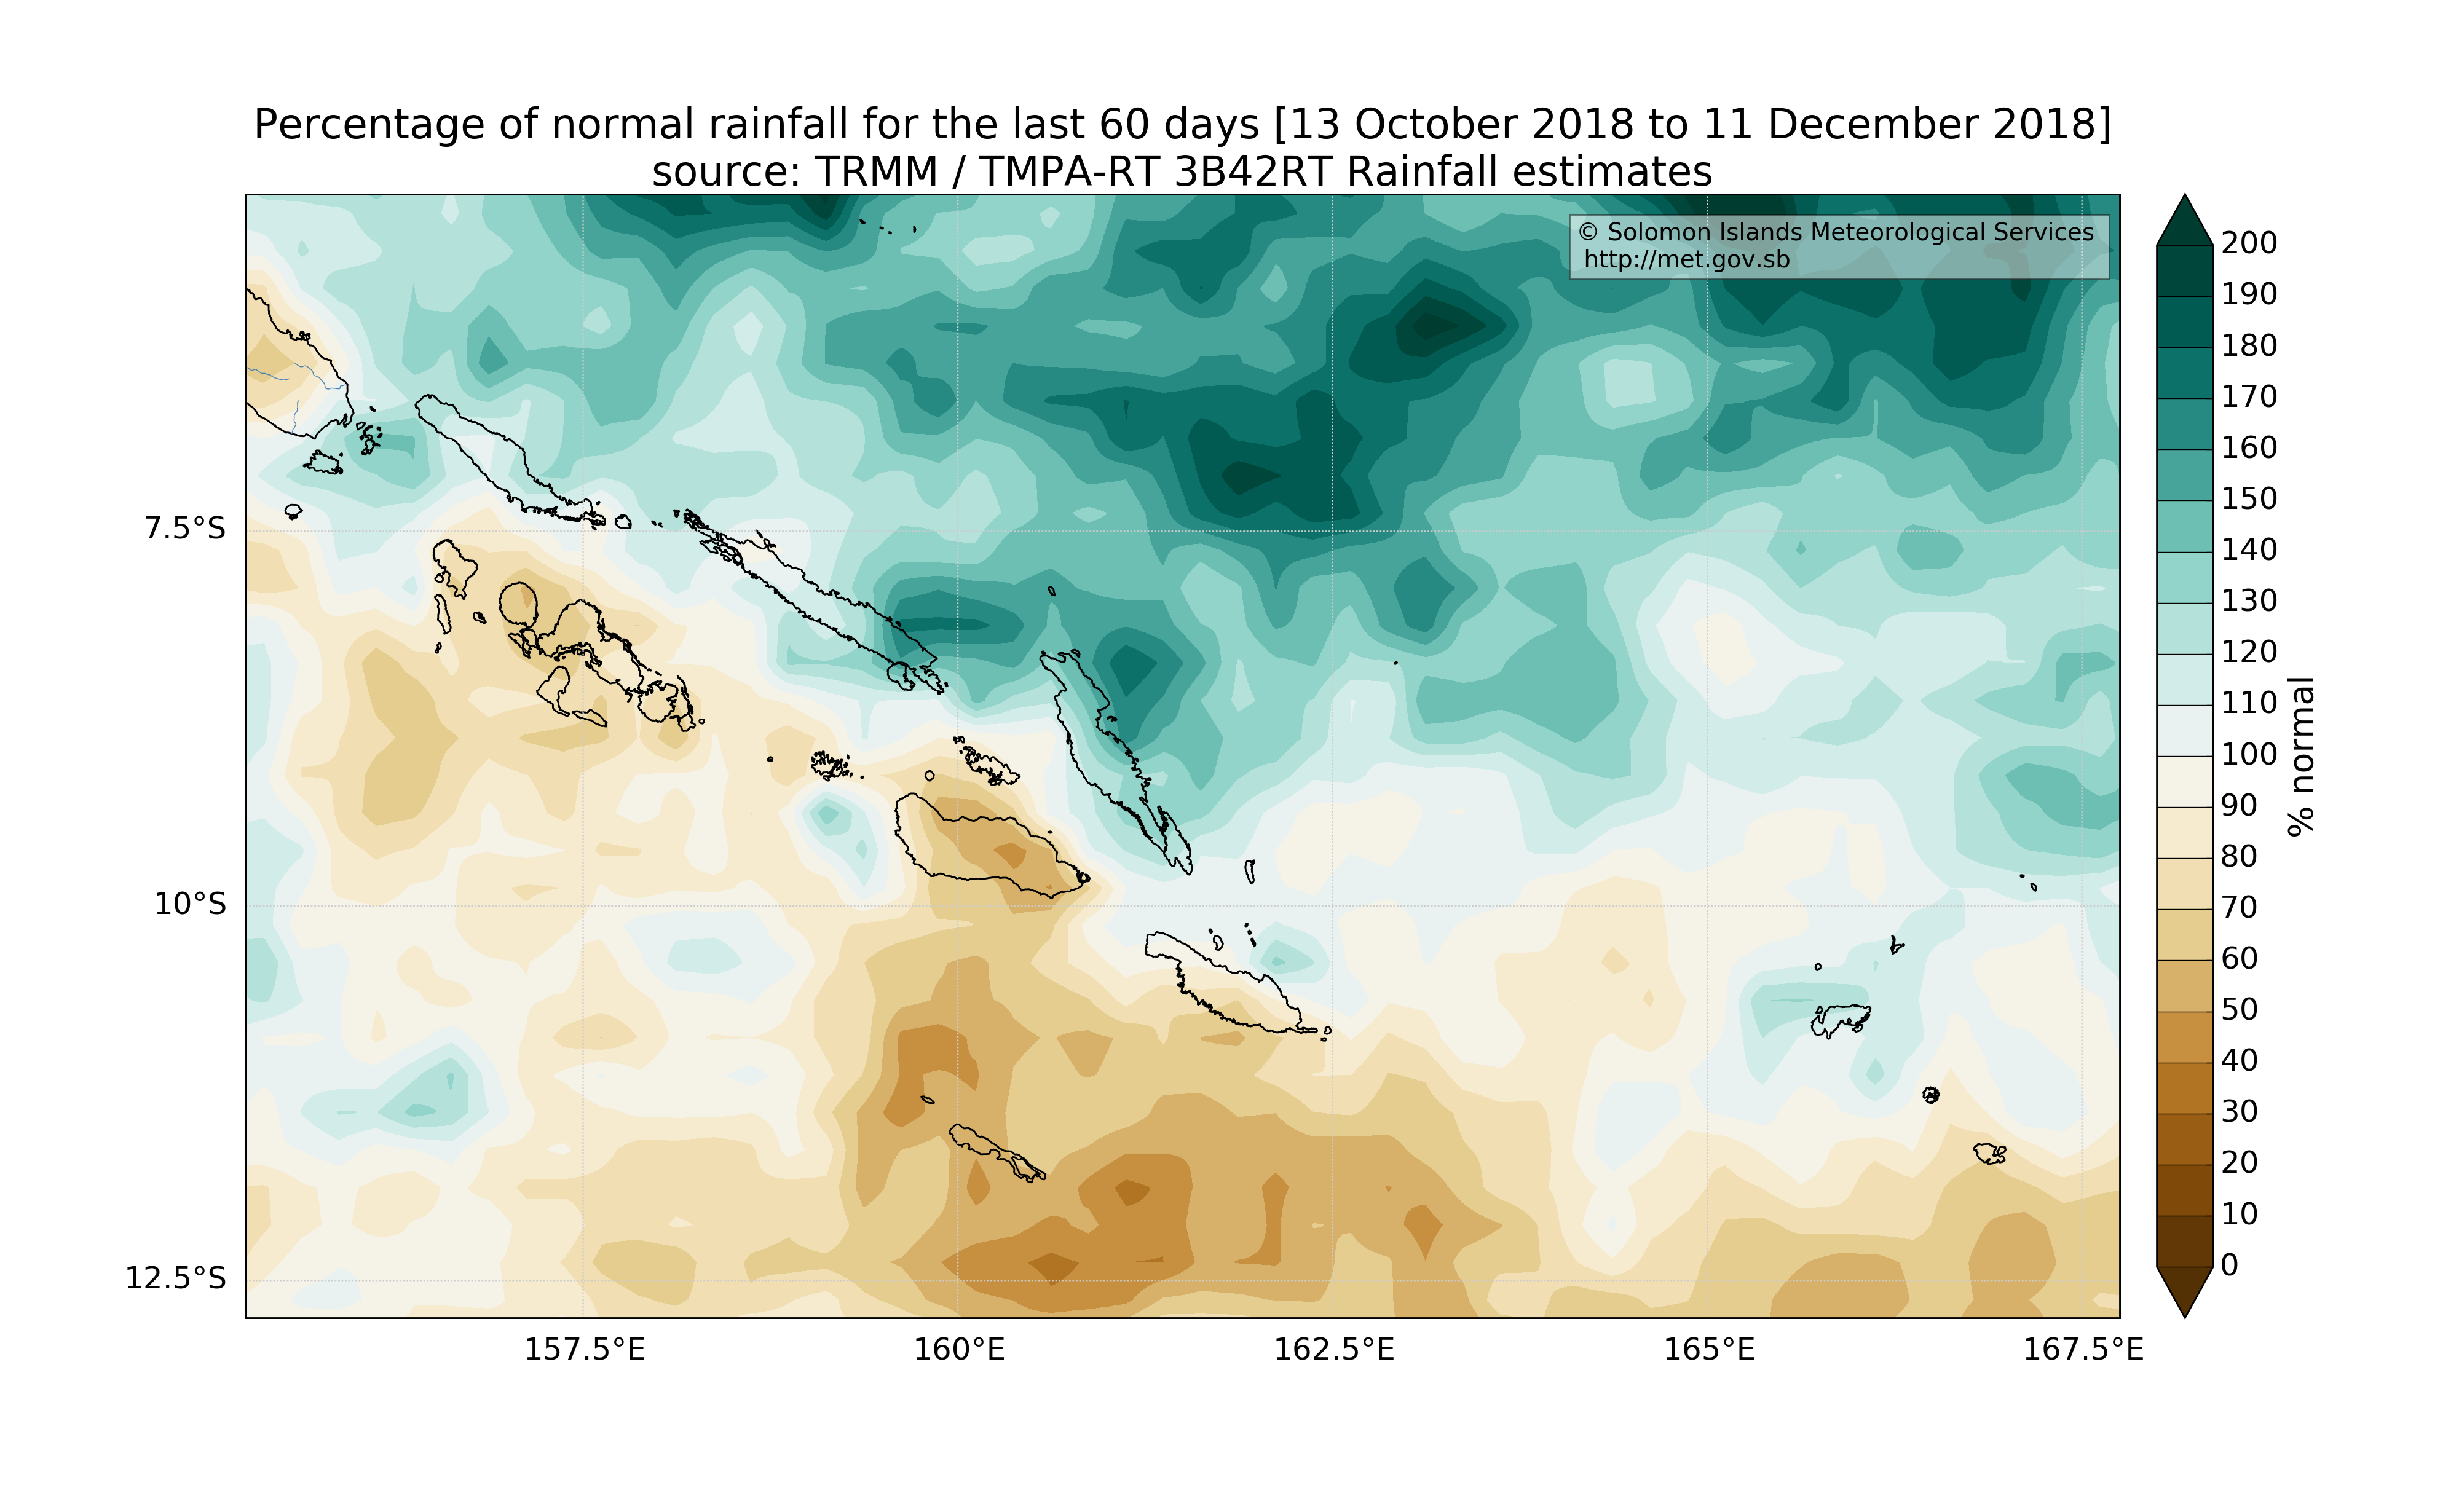 Percentage of normal rainfall for the last 60 days [13 October 2018 to 11 December 2018]
source: TRMM / TMPA-RT 3B42RT Rainfall estimates
© Solomon Islands Meteorological Services
http://met.gov.sb
7.5°S
10°S
12.5°S
157.5°E
160°E
162.5°E
165°E
167.5°E
200
190
180
170
160
150
140
130
120
110
100
90
80
70
60
50
40
30
20
10
0
% normal